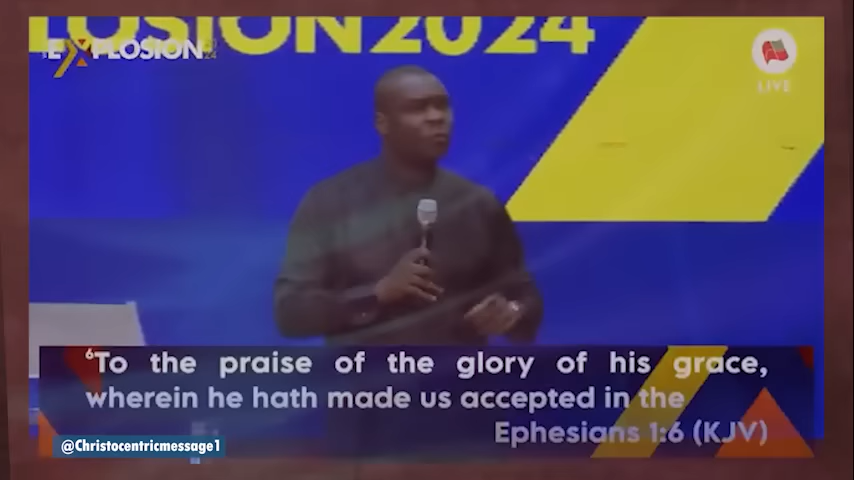 LOSION2024
EXPLOSION 24
LIVE
6To the praise of the glory of his grace,
wherein he hath made us accepted in the
Ephesians 1:6 (KJV)
@Christocentricmessage1